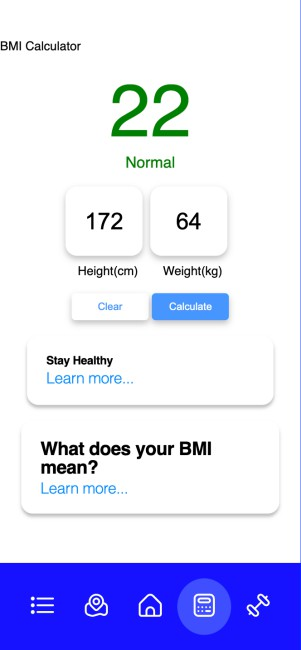 BMI Calculator
22
Normal
172 64
Height(cm) Weight(kg)
Clear Calculate
Stay Healthy
Learn more...
What does your BMI
mean?
Learn more...